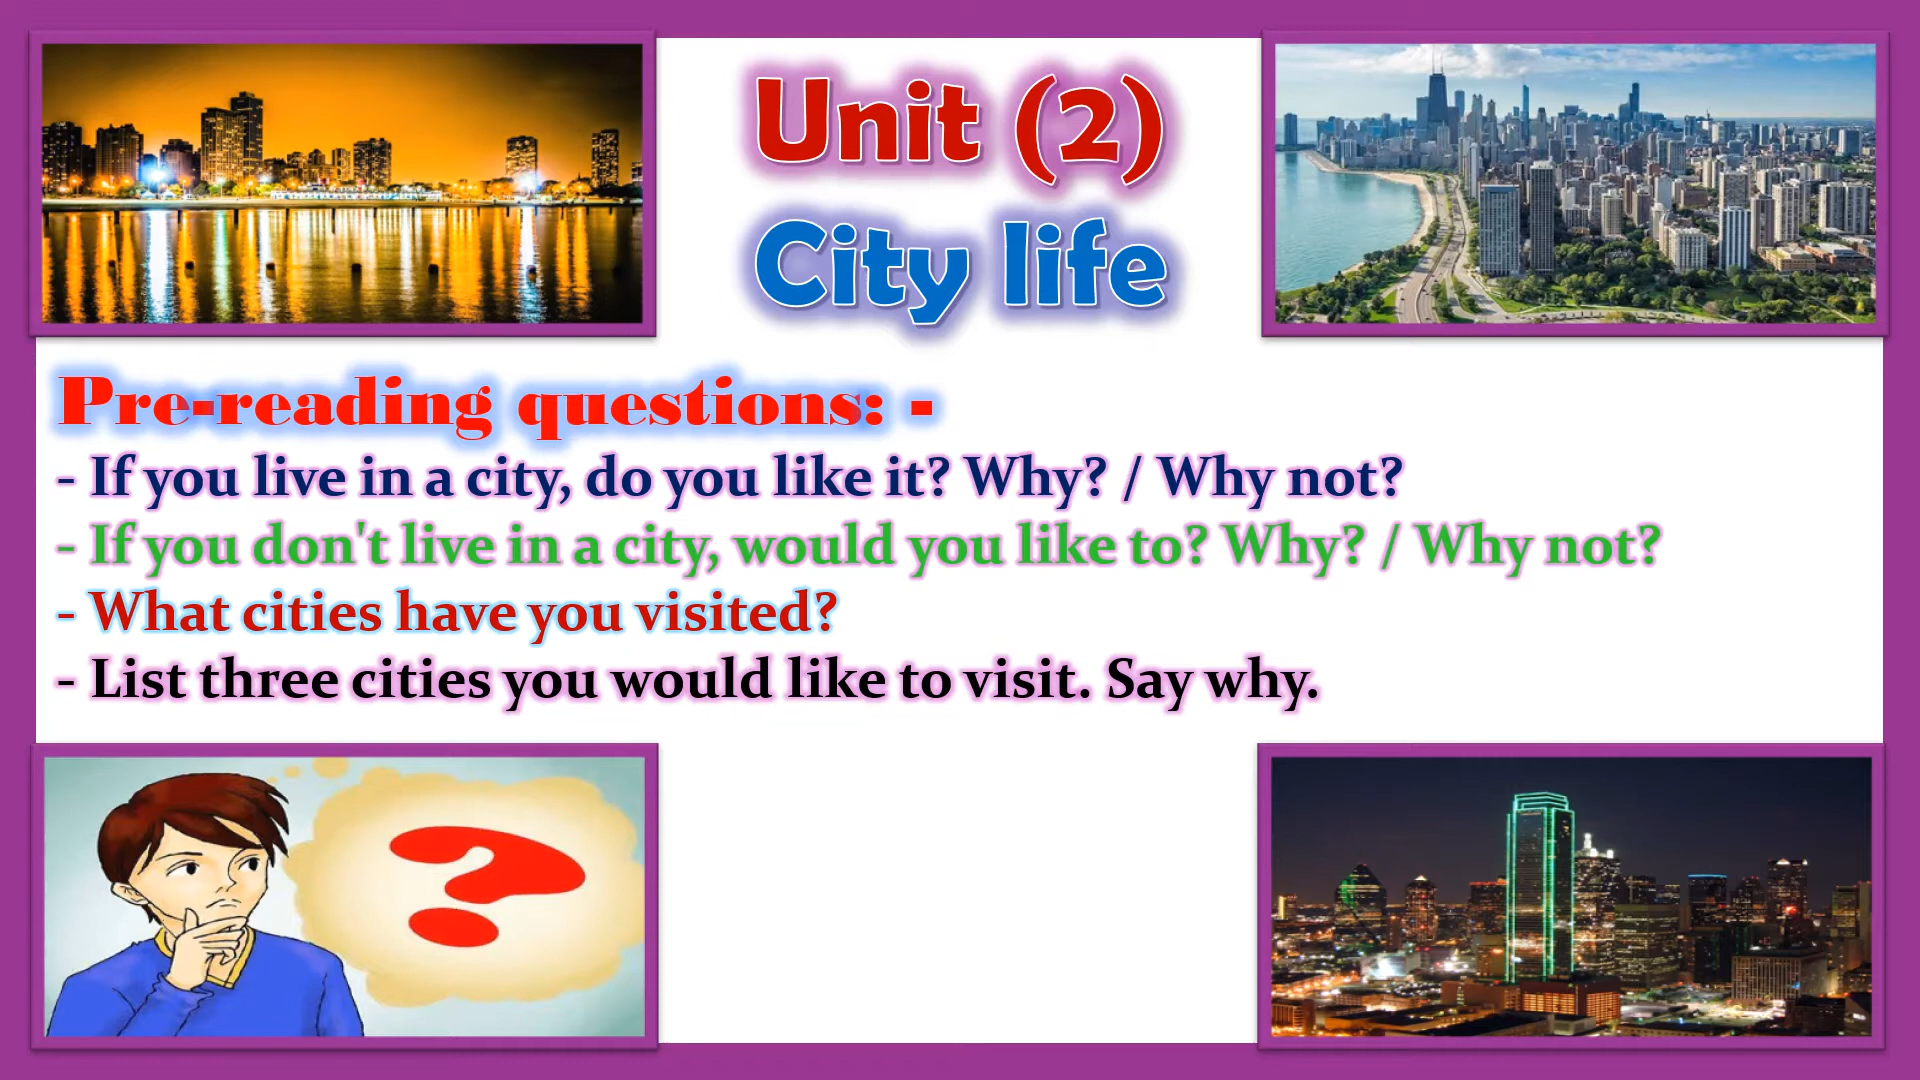 Unit (2)
City life
Pre-reading questions: -
- If you live in a city, do you like it? Why? / Why not?
- If you don't live in a city, would you like to? Why? / Why not?
- What cities have you visited?
- List three cities you would like to visit. Say why.